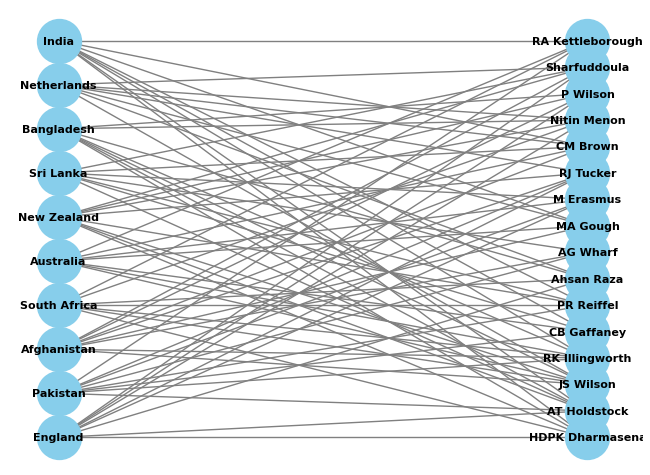 India
Netherlands
Bangladesh
Sri Lanka
New Zealand
Australia
South Africa
Afghanistan
Pakistan
England
RA Kettleborough
Sharfuddoula
P Wilson
Nitin Menon
CM Brown
RJ Tucker
M Erasmus
MA Gough
AG Wharf
Ahsan Raza
PR Reiffel
CB Gaffaney
RK Illingworth
JS Wilson
AT Holdstock
HDPK Dharmasena